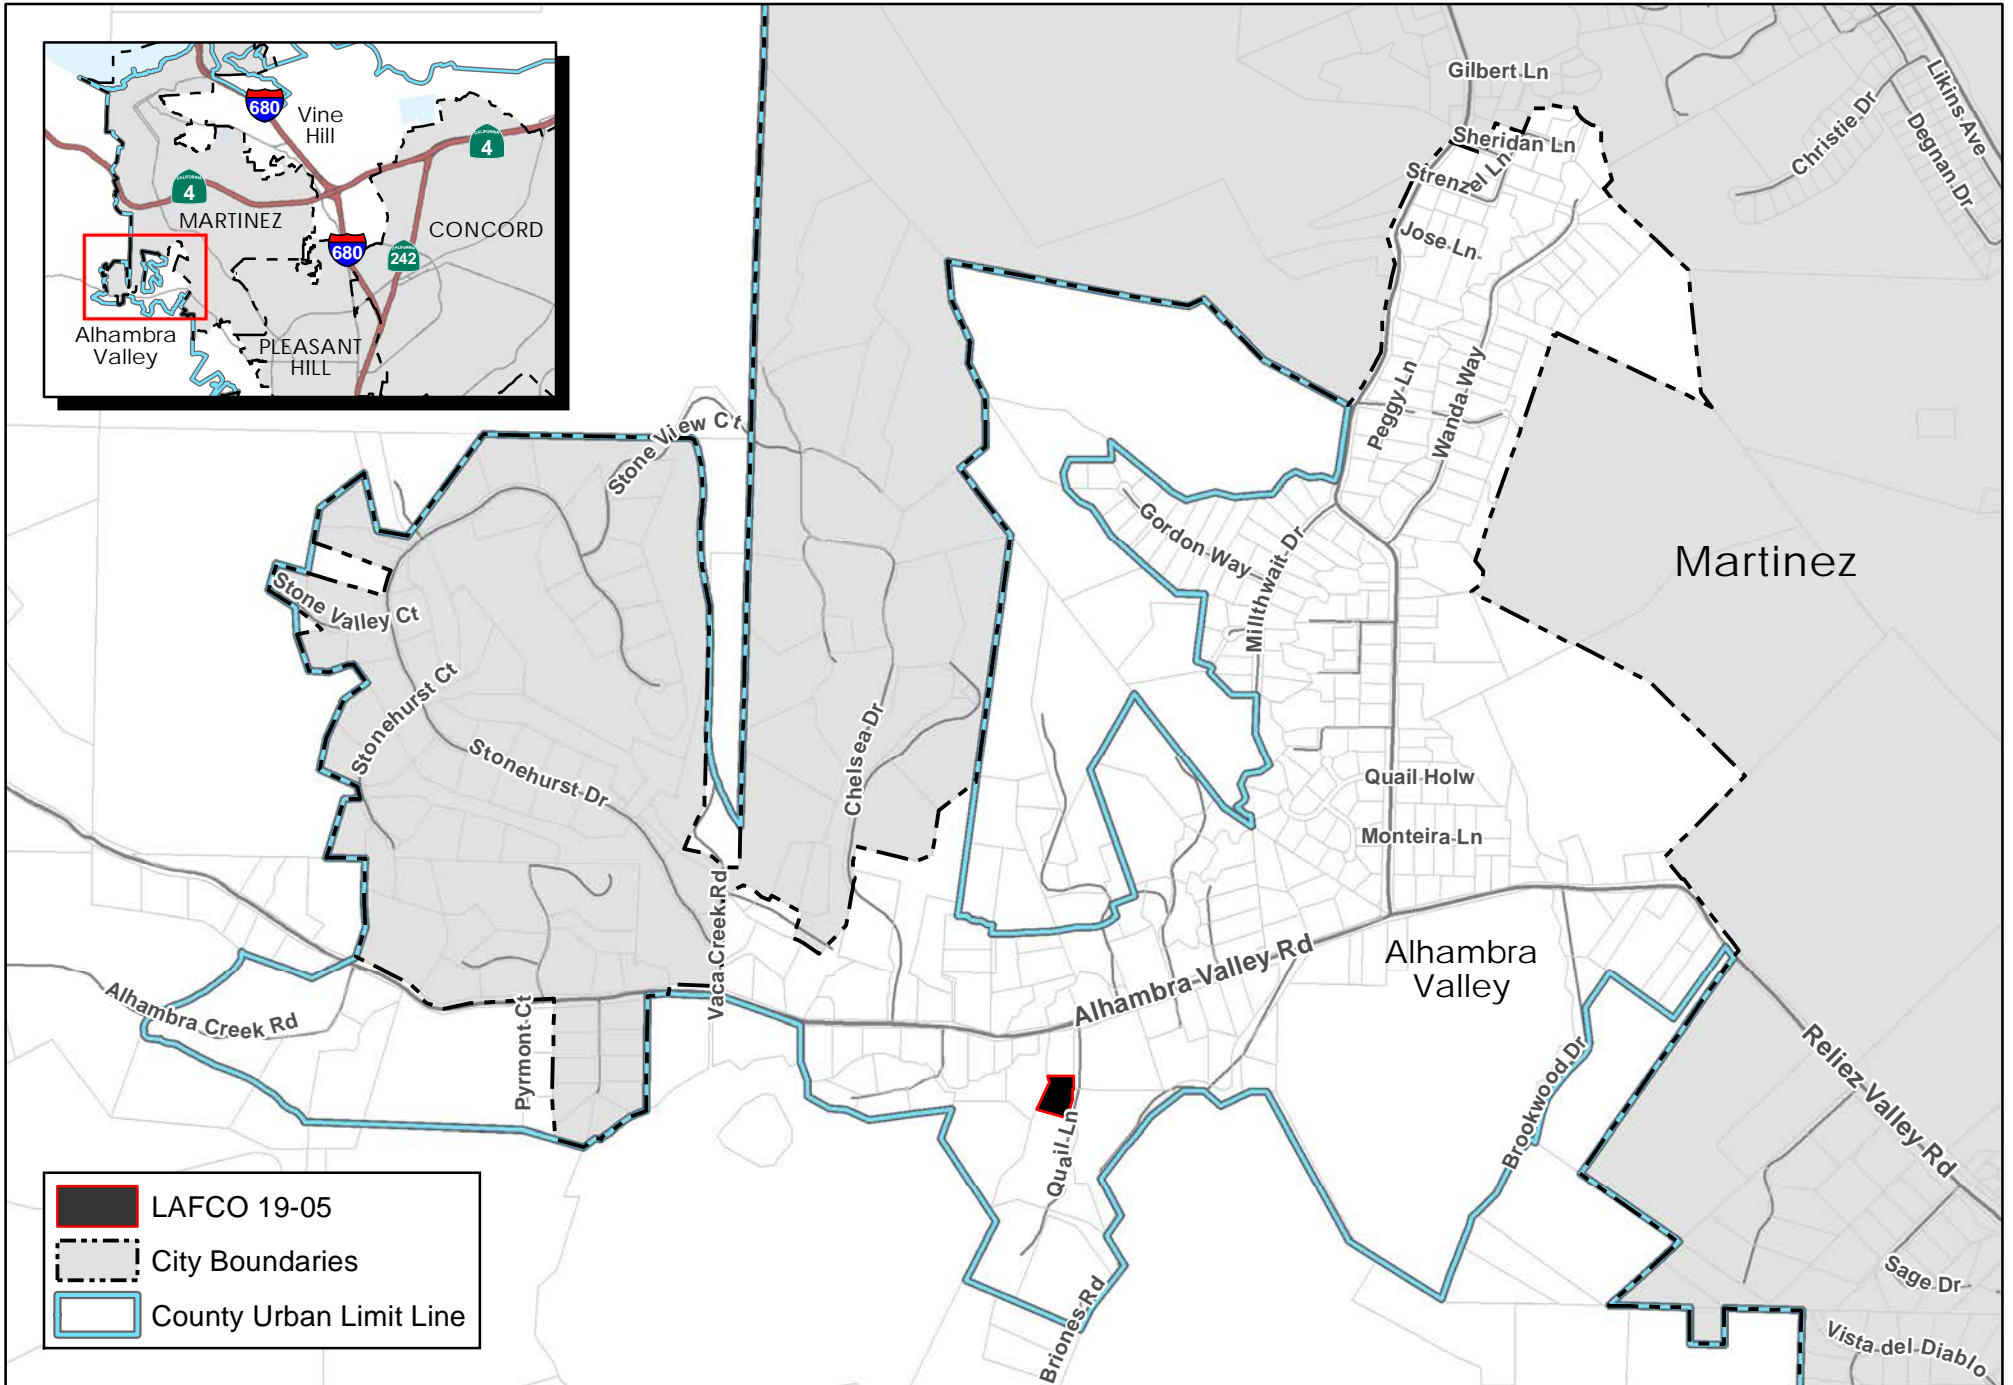 680
Vine
Hill
CALIFORNIA
4
CALIFORNIA
4
MARTINEZ
CONCORD
680
CALIFORNIA
242
Alhambra
Valley
PLEASANT
HILL
Gilbert Ln
Likins Ave
Christie Dr
Degnan Dr
Sheridan Ln
Strenzel Ln
Jose Ln
Peggy Ln
Wanda Way
Stone View Ct
Gordon Way
Millthwait Dr
Martinez
Stone Valley Ct
Stonehurst Ct
Stonehurst Dr
Chelsea Dr
Quail Holw
Monteira Ln
Vaca Creek Rd
Alhambra Valley Rd
Alhambra
Valley
Alhambra Creek Rd
Pyrmont Ct
Quail Ln
Brookwood Dr
Reliez Valley Rd
Briones Rd
Sage Dr
Vista del Diablo
LAFCO 19-05
City Boundaries
County Urban Limit Line